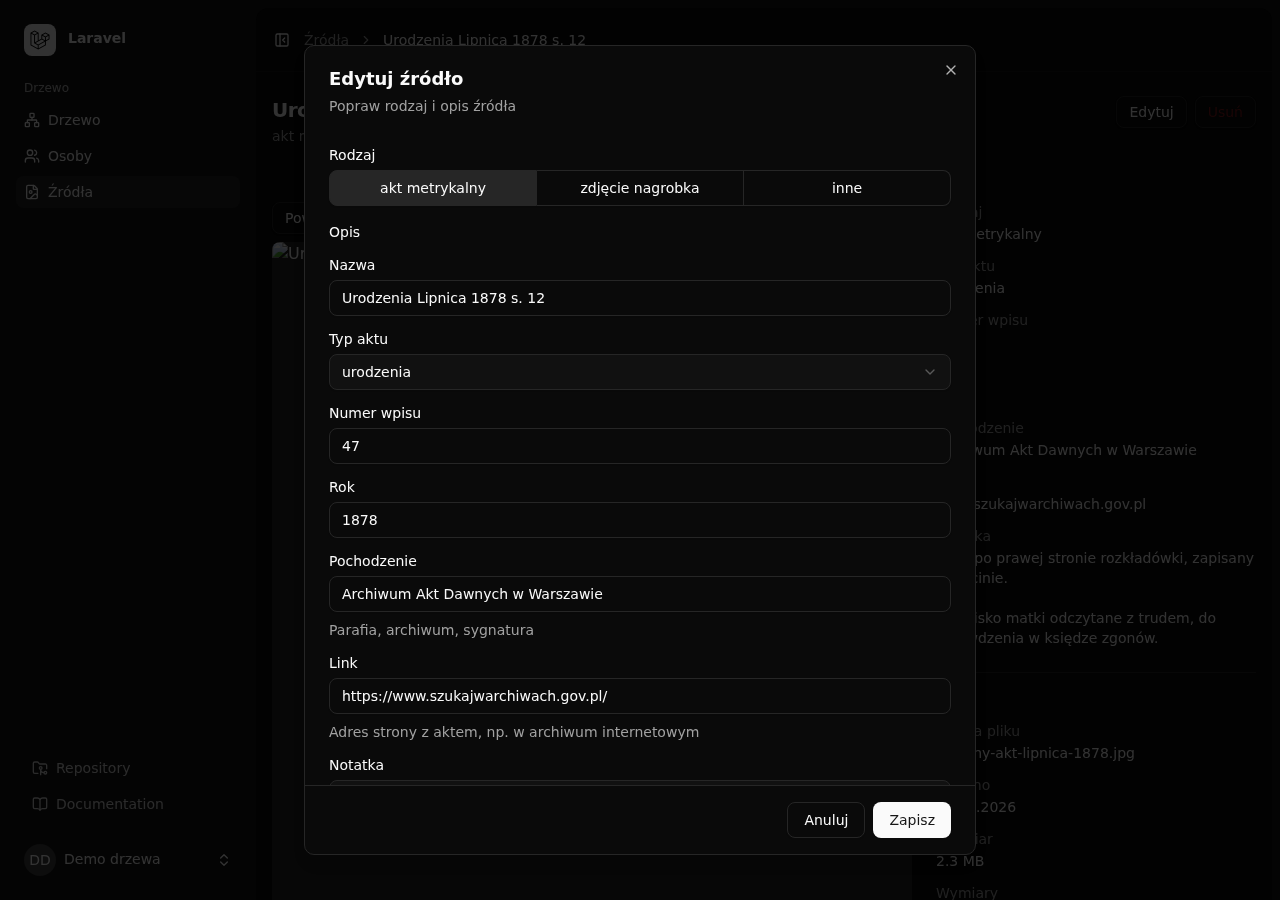 Laravel
Źródła
Urodzenia Lipnica 1878 s. 12
Drzewo
Drzewo
Osoby
Źródła
Edytuj
Usuń
Edytuj źródło
Popraw rodzaj i opis źródła
Rodzaj
akt metrykalny
zdjęcie nagrobka
inne
Opis
Nazwa
Urodzenia Lipnica 1878 s. 12
Typ aktu
urodzenia
Numer wpisu
47
Rok
1878
Pochodzenie
Archiwum Akt Dawnych w Warszawie
Parafia, archiwum, sygnatura
Link
https://www.szukajwarchiwach.gov.pl/
Adres strony z aktem, np. w archiwum internetowym
Notatka
Anuluj
Zapisz
wpisu
Akt Dawnych w Warszawie
szukajwarchiwach.gov.pl
po prawej stronie rozkładówki, zapisany
matki odczytane z trudem, do
w księdze zgonów.
pliku
ny-akt-lipnica-1878.jpg
.2026
2.3 MB
Wymiary
Repository
Documentation
DD
Demo drzewa